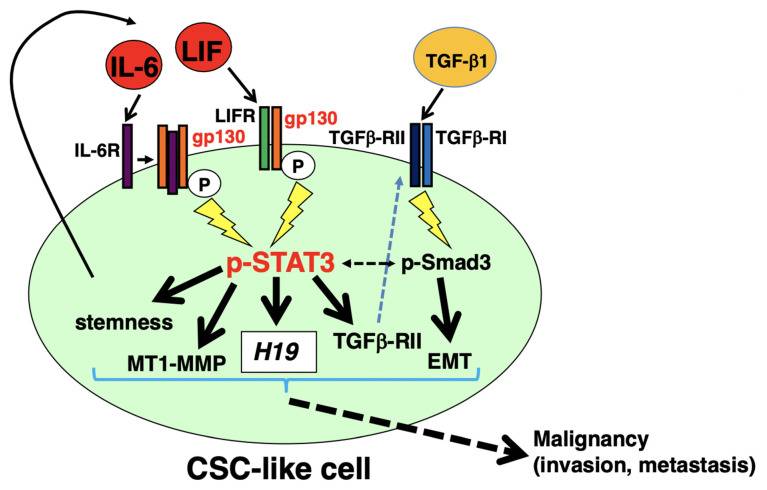 IL-6
LIF
TGF-β1
IL-6R
gp130
LIFR
gp130
TGFβ-RII
TGFβ-RI
P
P
p-STAT3
p-Smad3
stemness
MT1-MMP
H19
TGFβ-RII
EMT
Malignancy
(invasion, metastasis)
CSC-like cell